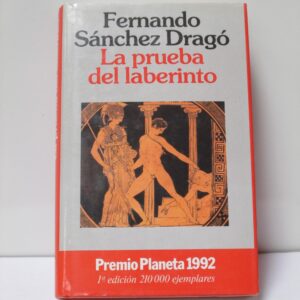 Fernando
Sánchez Dragó
La prueba
del laberinto
Premio Planeta 1992
1ª edición 210 000 ejemplares